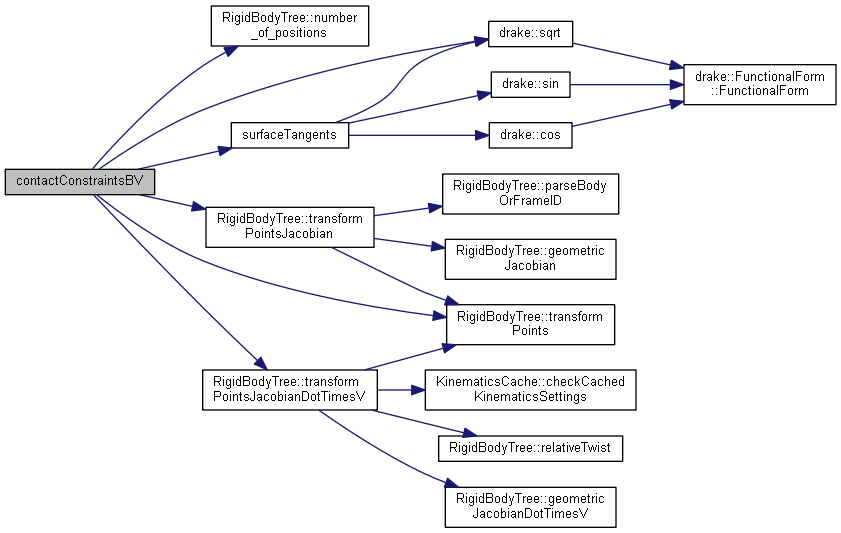 RigidBodyTree::number
_of_positions
drake::sqrt
drake::FunctionalForm
::FunctionalForm
drake::sin
surfaceTangents
drake::cos
contactConstraintsBV
RigidBodyTree::parseBody
OrFrameID
RigidBodyTree::transform
PointsJacobian
RigidBodyTree::geometric
Jacobian
RigidBodyTree::transform
Points
RigidBodyTree::transform
PointsJacobianDotTimesV
KinematicsCache::checkCached
KinematicsSettings
RigidBodyTree::relativeTwist
RigidBodyTree::geometric
JacobianDotTimesV